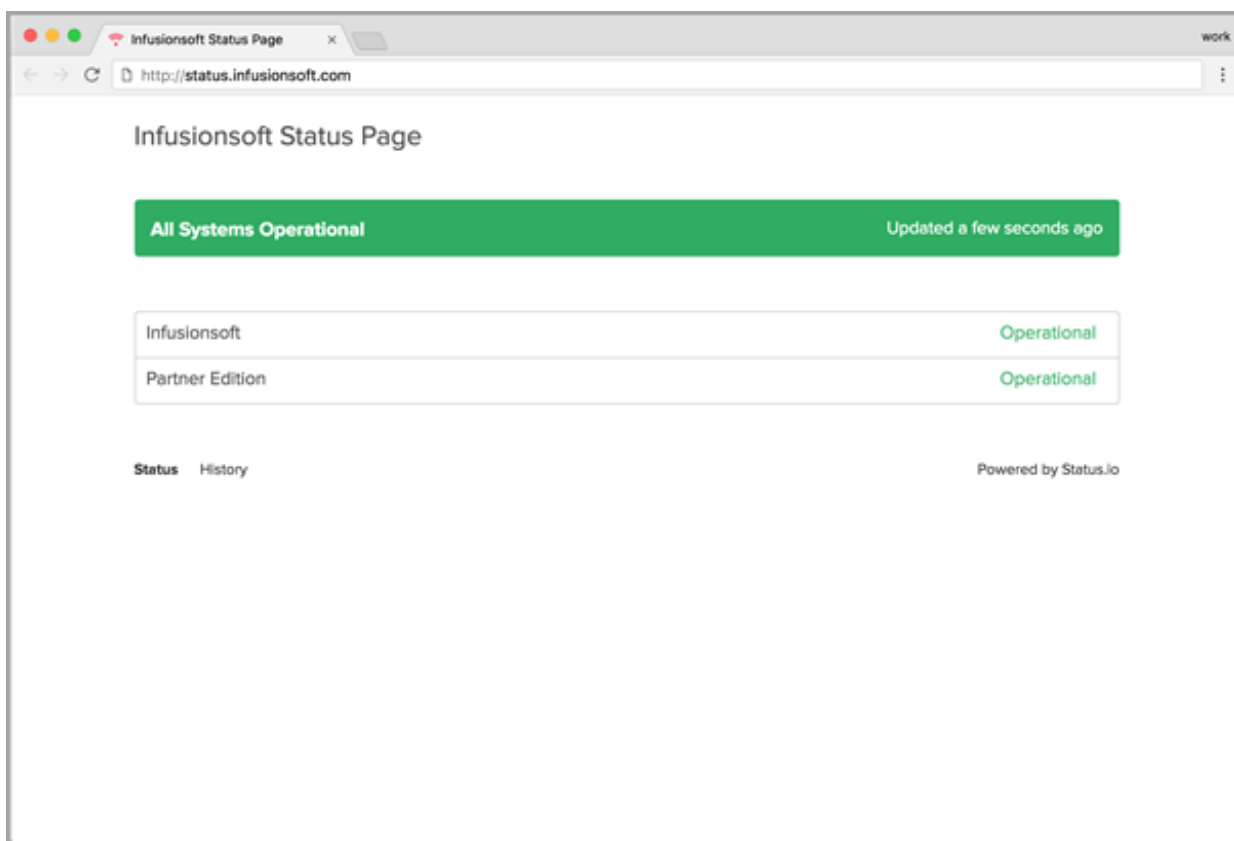 Infusionsoft Status Page
work
http://status.infusionsoft.com
Infusionsoft Status Page
All Systems Operational Updated a few seconds ago
Infusionsoft Operational
Partner Edition Operational
Status History Powered by Status.io